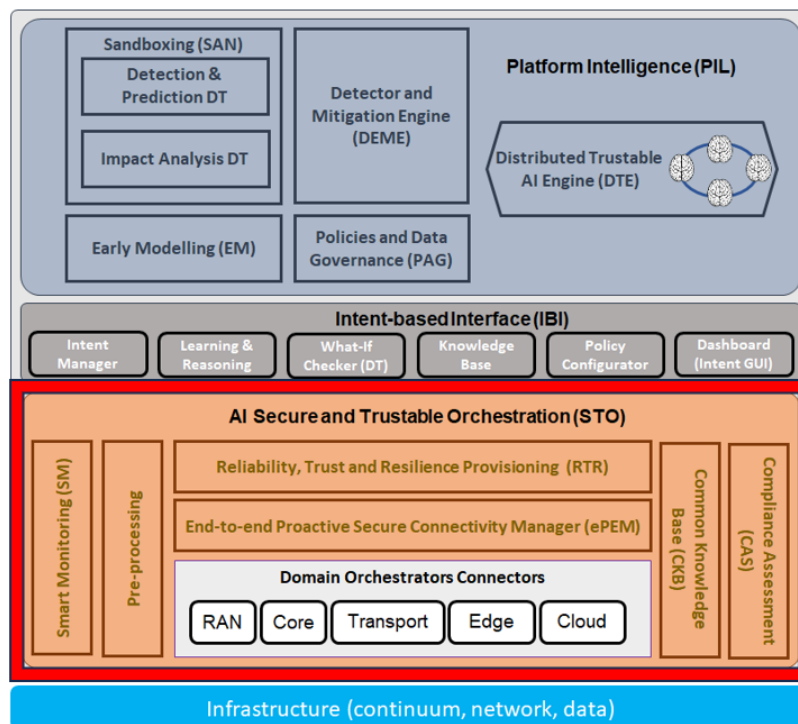 Sandboxing (SAN)
Detection &
Prediction DT
Impact Analysis DT
Detector and
Mitigation Engine
(DEME)
Platform Intelligence (PIL)
Distributed Trustable
AI Engine (DTE)
Early Modelling (EM)
Policies and Data
Governance (PAG)
Intent-based Interface (IBI)
Intent
Manager
Learning &
Reasoning
What-If
Checker (DT)
Knowledge
Base
Policy
Configurator
Dashboard
(Intent GUI)
AI Secure and Trustable Orchestration (STO)
Smart Monitoring (SM)
Pre-processing
Reliability, Trust and Resilience Provisioning (RTR)
End-to-end Proactive Secure Connectivity Manager (ePEM)
Domain Orchestrators Connectors
RAN
Core
Transport
Edge
Cloud
Common Knowledge
Base (CKB)
Compliance Assessment
(CAS)
Infrastructure (continuum, network, data)